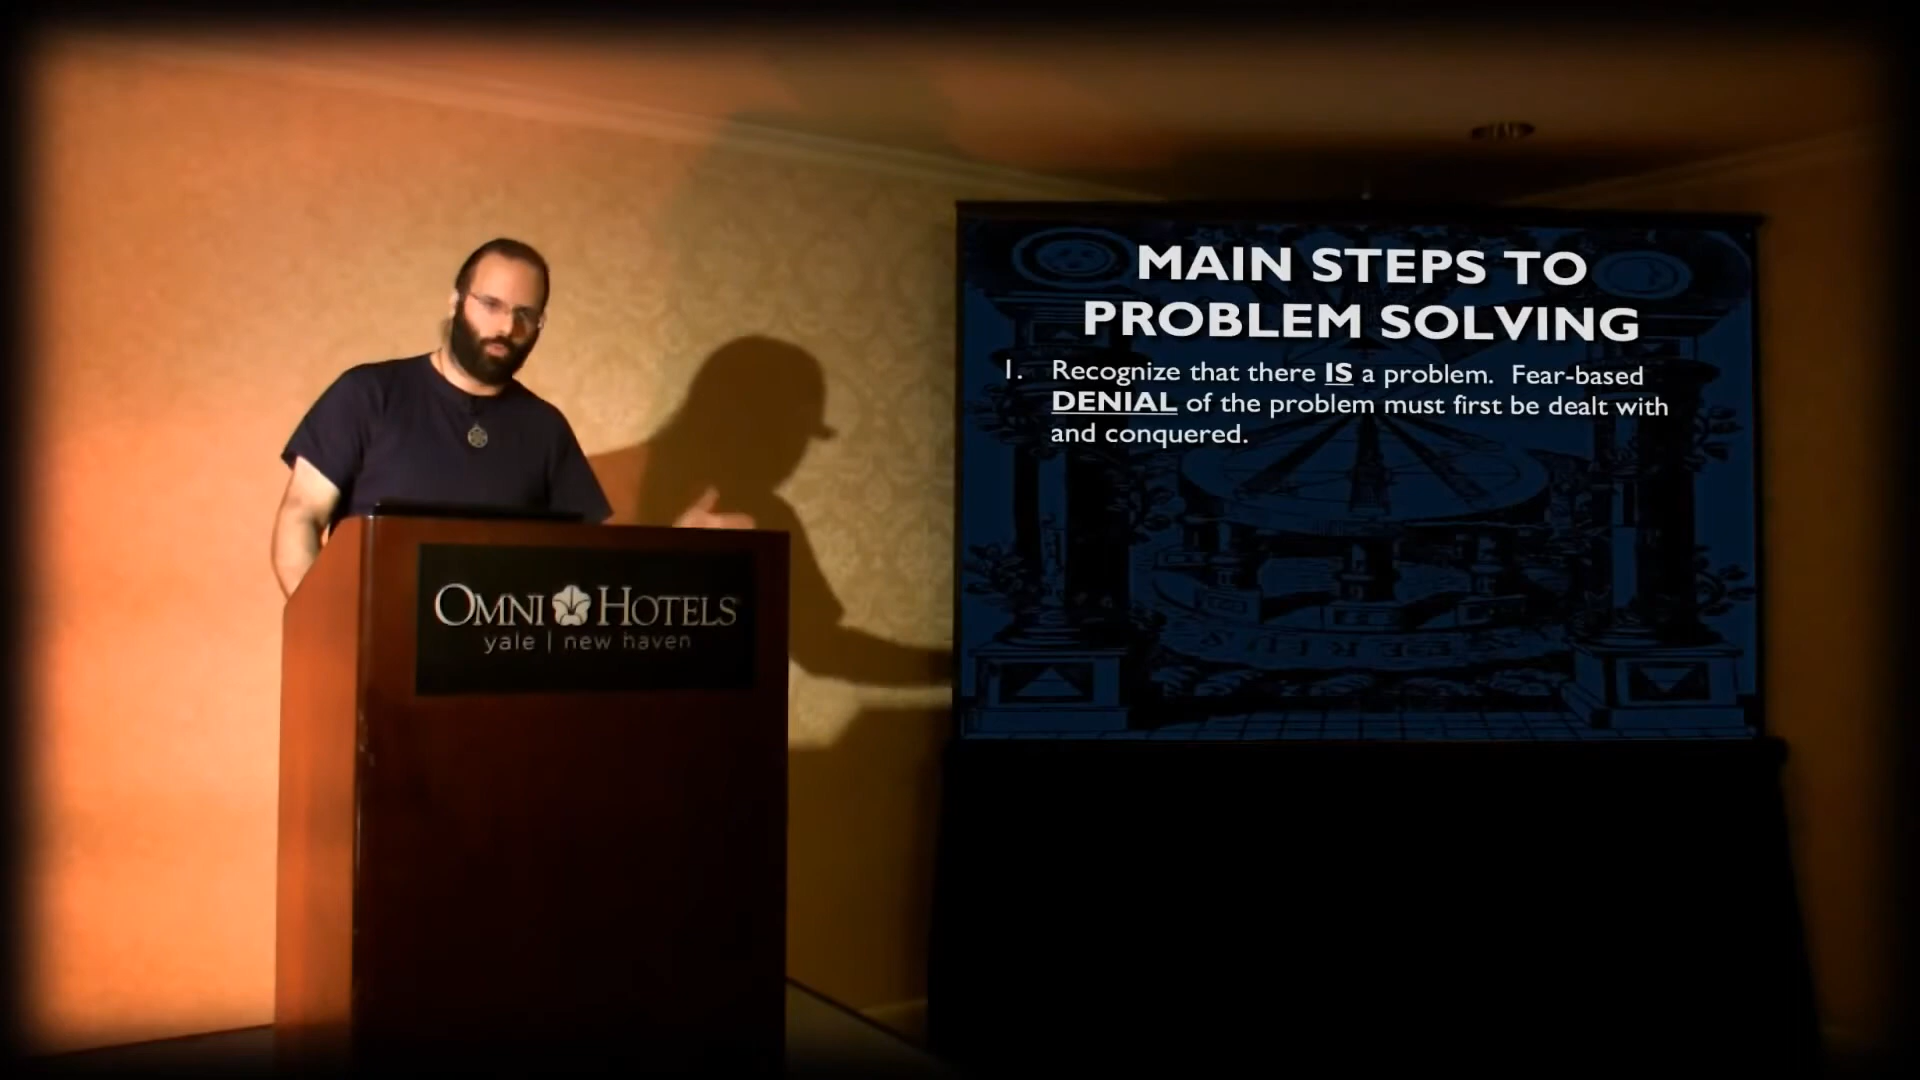 MAIN STEPS TO
PROBLEM SOLVING
1. Recognize that there IS a problem. Fear-based
DENIAL of the problem must first be dealt with
and conquered.
OMNI HOTELS
yale | new haven